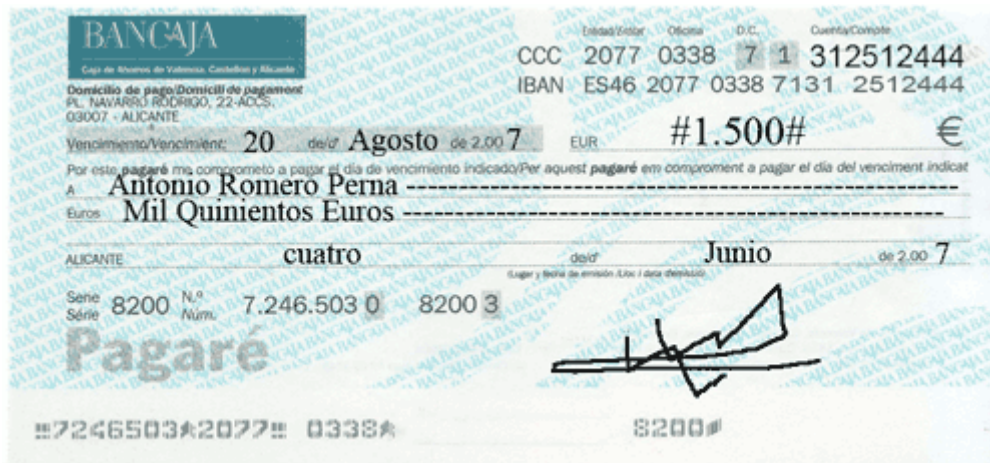 BANCAJA
Caja de Ahorros de Valencia, Castellon y Alicante
Domicilio de pago/Domicili de pagament
PL. NAVARRO RODRIGO, 22-ACCS.
03007 - ALICANTE
Entidad/Entitat Oficina D.C. Cuenta/Compte
CCC 2077 0338 7 1 312512444
IBAN ES46 2077 0338 7131 2512444
Vencimiento/Venciment: 20 de/d' Agosto de 2.00 7 EUR #1.500# €
Por este pagaré me comprometo a pagar el día de vencimiento indicado/Per aquest pagaré em comproment a pagar el día del venciment indicat
A Antonio Romero Perna
Euros Mil Quinientos Euros
ALICANTE cuatro de/d' Junio de 2.00 7
(Lugar y fecha de emisión /Lloc i data d'emissió)
Serie 8200 N.º 7.246.503 0 8200 3
Sèrie Núm.
Pagaré
7246503 2077 0338 8200